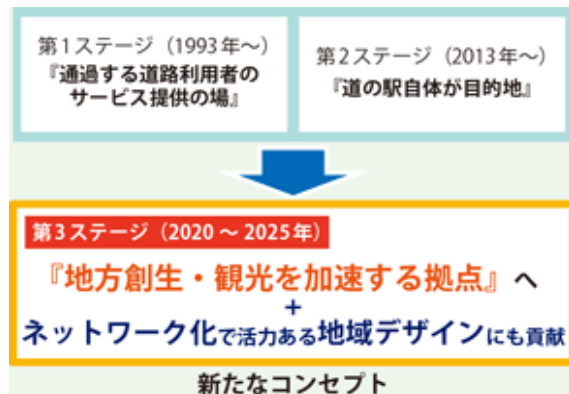 第1ステージ（1993年～）
『通過する道路利用者の
サービス提供の場』
第2ステージ（2013年～）
『道の駅自体が目的地』
第3ステージ（2020 ～ 2025年）
『地方創生・観光を加速する拠点』へ
+
ネットワーク化で活力ある地域デザインにも貢献
新たなコンセプト